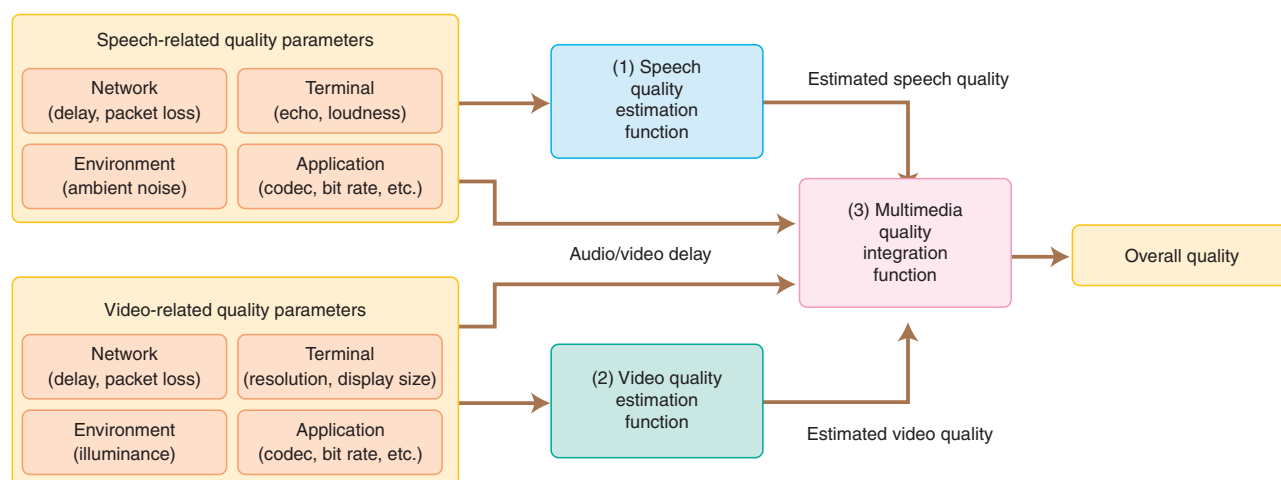 Speech-related quality parameters
Network
(delay, packet loss)
Terminal
(echo, loudness)
Environment
(ambient noise)
Application
(codec, bit rate, etc.)
(1) Speech
quality
estimation
function
Estimated speech quality
Audio/video delay
(3) Multimedia
quality
integration
function
Overall quality
Video-related quality parameters
Network
(delay, packet loss)
Terminal
(resolution, display size)
Environment
(illuminance)
Application
(codec, bit rate, etc.)
(2) Video quality
estimation
function
Estimated video quality